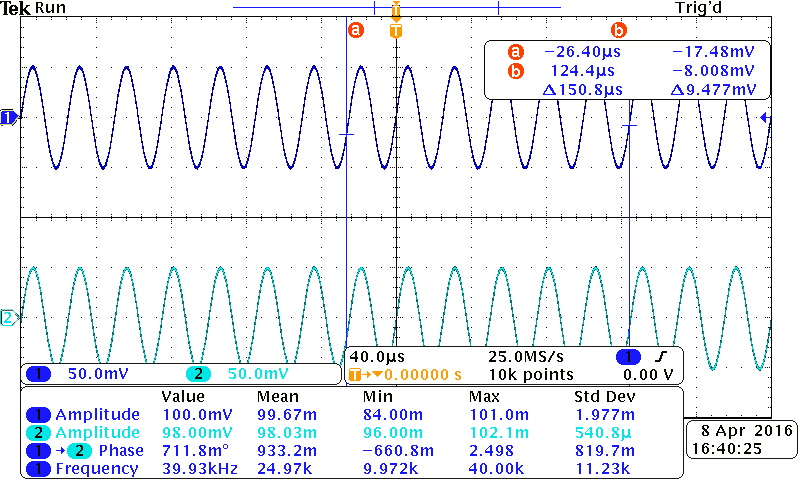 Tek Run Trig'd
a b
T
T
a −26.40µs −17.48mV
b 124.4µs −8.008mV
Δ150.8µs Δ9.477mV
1
2
1 50.0mV 2 50.0mV
40.0µs 25.0MS/s 1
T→▼0.00000 s 10k points 0.00 V
Value Mean Min Max Std Dev
1 Amplitude 100.0mV 99.67m 84.00m 101.0m 1.977m
2 Amplitude 98.00mV 98.03m 96.00m 102.1m 540.8µ
1 → 2 Phase 711.8m° 933.2m −660.8m 2.498 819.7m
1 Frequency 39.93kHz 24.97k 9.972k 40.00k 11.23k
8 Apr 2016
16:40:25